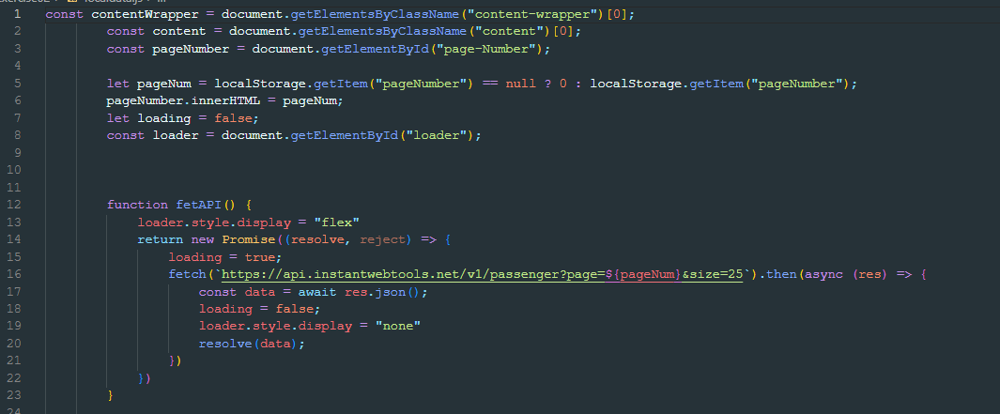 1 const contentWrapper = document.getElementsByClassName("content-wrapper")[0];
2 const content = document.getElementsByClassName("content")[0];
3 const pageNumber = document.getElementById("page-Number");
4
5 let pageNum = localStorage.getItem("pageNumber") == null ? 0 : localStorage.getItem("pageNumber");
6 pageNumber.innerHTML = pageNum;
7 let loading = false;
8 const loader = document.getElementById("loader");
9
10
11
12 function fetAPI() {
13 loader.style.display = "flex"
14 return new Promise((resolve, reject) => {
15 loading = true;
16 fetch(`https://api.instantwebtools.net/v1/passenger?page=${pageNum}&size=25`).then(async (res) => {
17 const data = await res.json();
18 loading = false;
19 loader.style.display = "none"
20 resolve(data);
21 })
22 })
23 }
24